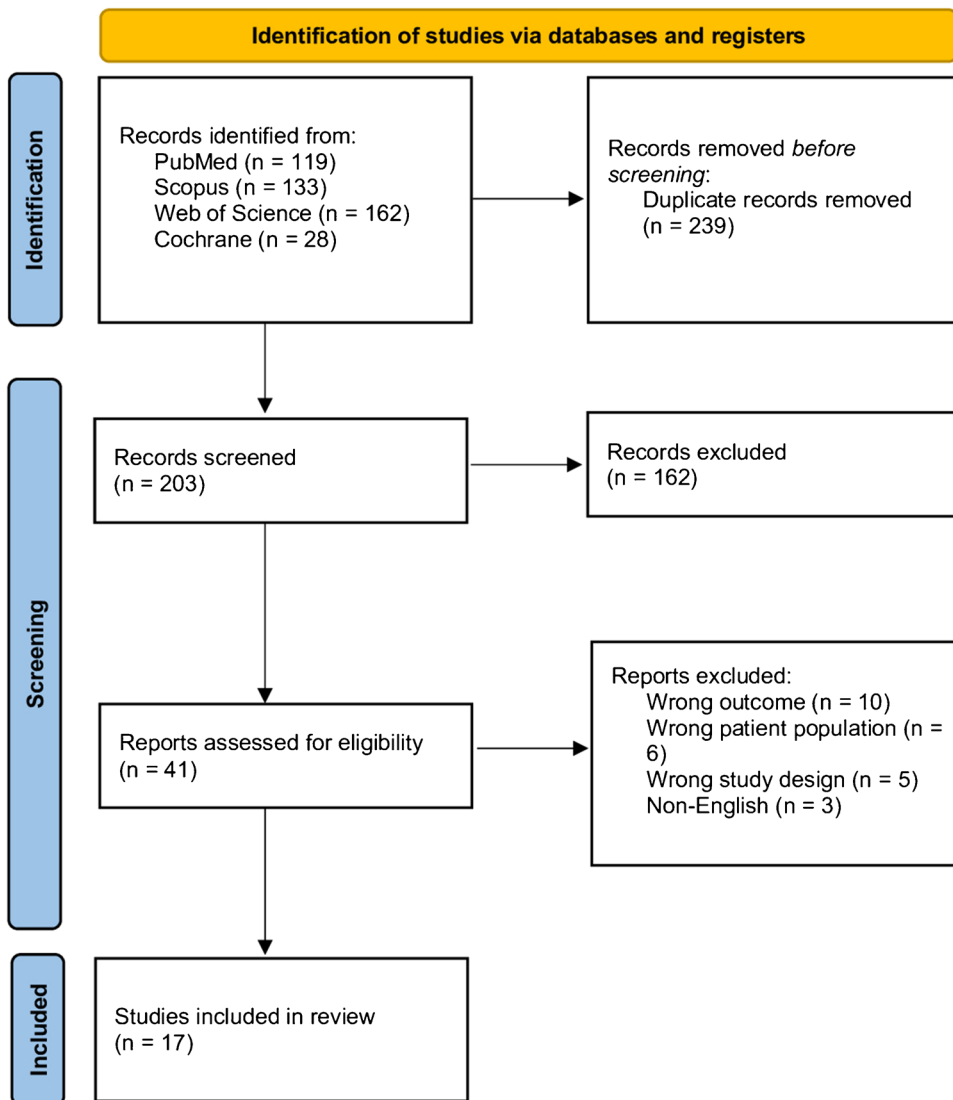 Identification of studies via databases and registers
Identification
Records identified from:
PubMed (n = 119)
Scopus (n = 133)
Web of Science (n = 162)
Cochrane (n = 28)
Records removed before
screening:
Duplicate records removed
(n = 239)
Screening
Records screened
(n = 203)
Records excluded
(n = 162)
Reports assessed for eligibility
(n = 41)
Reports excluded:
Wrong outcome (n = 10)
Wrong patient population (n =
6)
Wrong study design (n = 5)
Non-English (n = 3)
Included
Studies included in review
(n = 17)